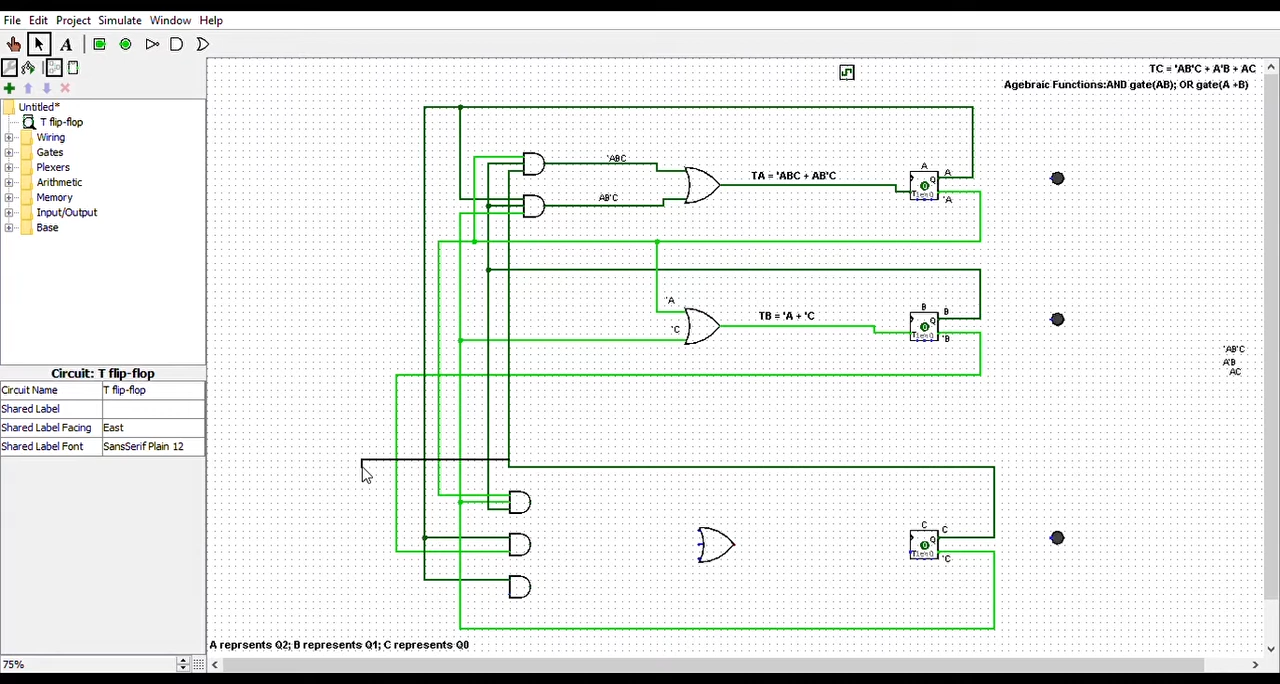 File Edit Project Simulate Window Help
A
TC = 'AB'C + A'B + AC
Agebraic Functions:AND gate(AB); OR gate(A +B)
Untitled*
T flip-flop
Wiring
Gates
Plexers
Arithmetic
Memory
Input/Output
Base
Circuit: T flip-flop
Circuit Name T flip-flop
Shared Label
Shared Label Facing East
Shared Label Font SansSerif Plain 12
75%
'ABC
AB'C
TA = 'ABC + AB'C
A
A
Q
'A
'A
'C
TB = 'A + 'C
B
B
Q
'B
'AB'C
A'B
AC
C
C
Q
'C
A reprsents Q2; B represents Q1; C represents Q0